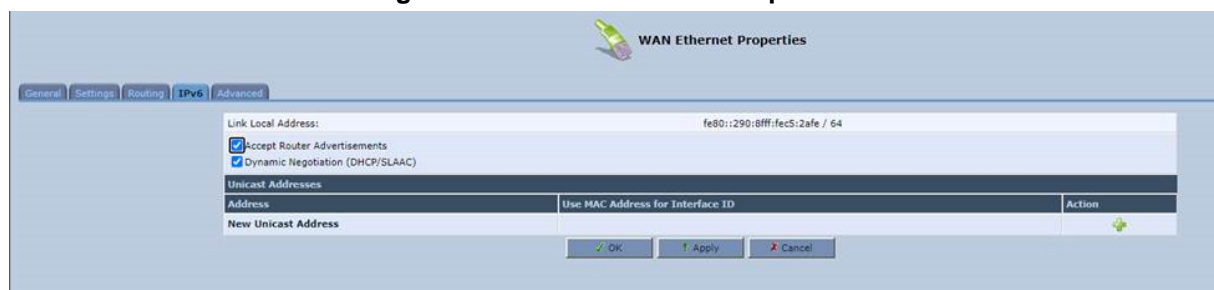 WAN Ethernet Properties
General Settings Routing IPv6 Advanced
Link Local Address: fe80::290:8fff:fec5:2afe / 64
Accept Router Advertisements
Dynamic Negotiation (DHCP/SLAAC)
Unicast Addresses
Address Use MAC Address for Interface ID Action
New Unicast Address
OK Apply Cancel